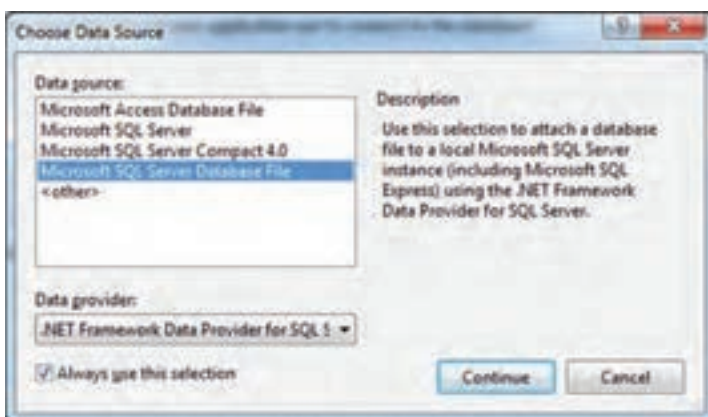 Choose Data Source
Data source:
Microsoft Access Database File
Microsoft SQL Server
Microsoft SQL Server Compact 4.0
Microsoft SQL Server Database File
<other>
Description
Use this selection to attach a database
file to a local Microsoft SQL Server
instance (including Microsoft SQL
Express) using the .NET Framework
Data Provider for SQL Server.
Data provider:
.NET Framework Data Provider for SQL S
Always use this selection
Continue
Cancel